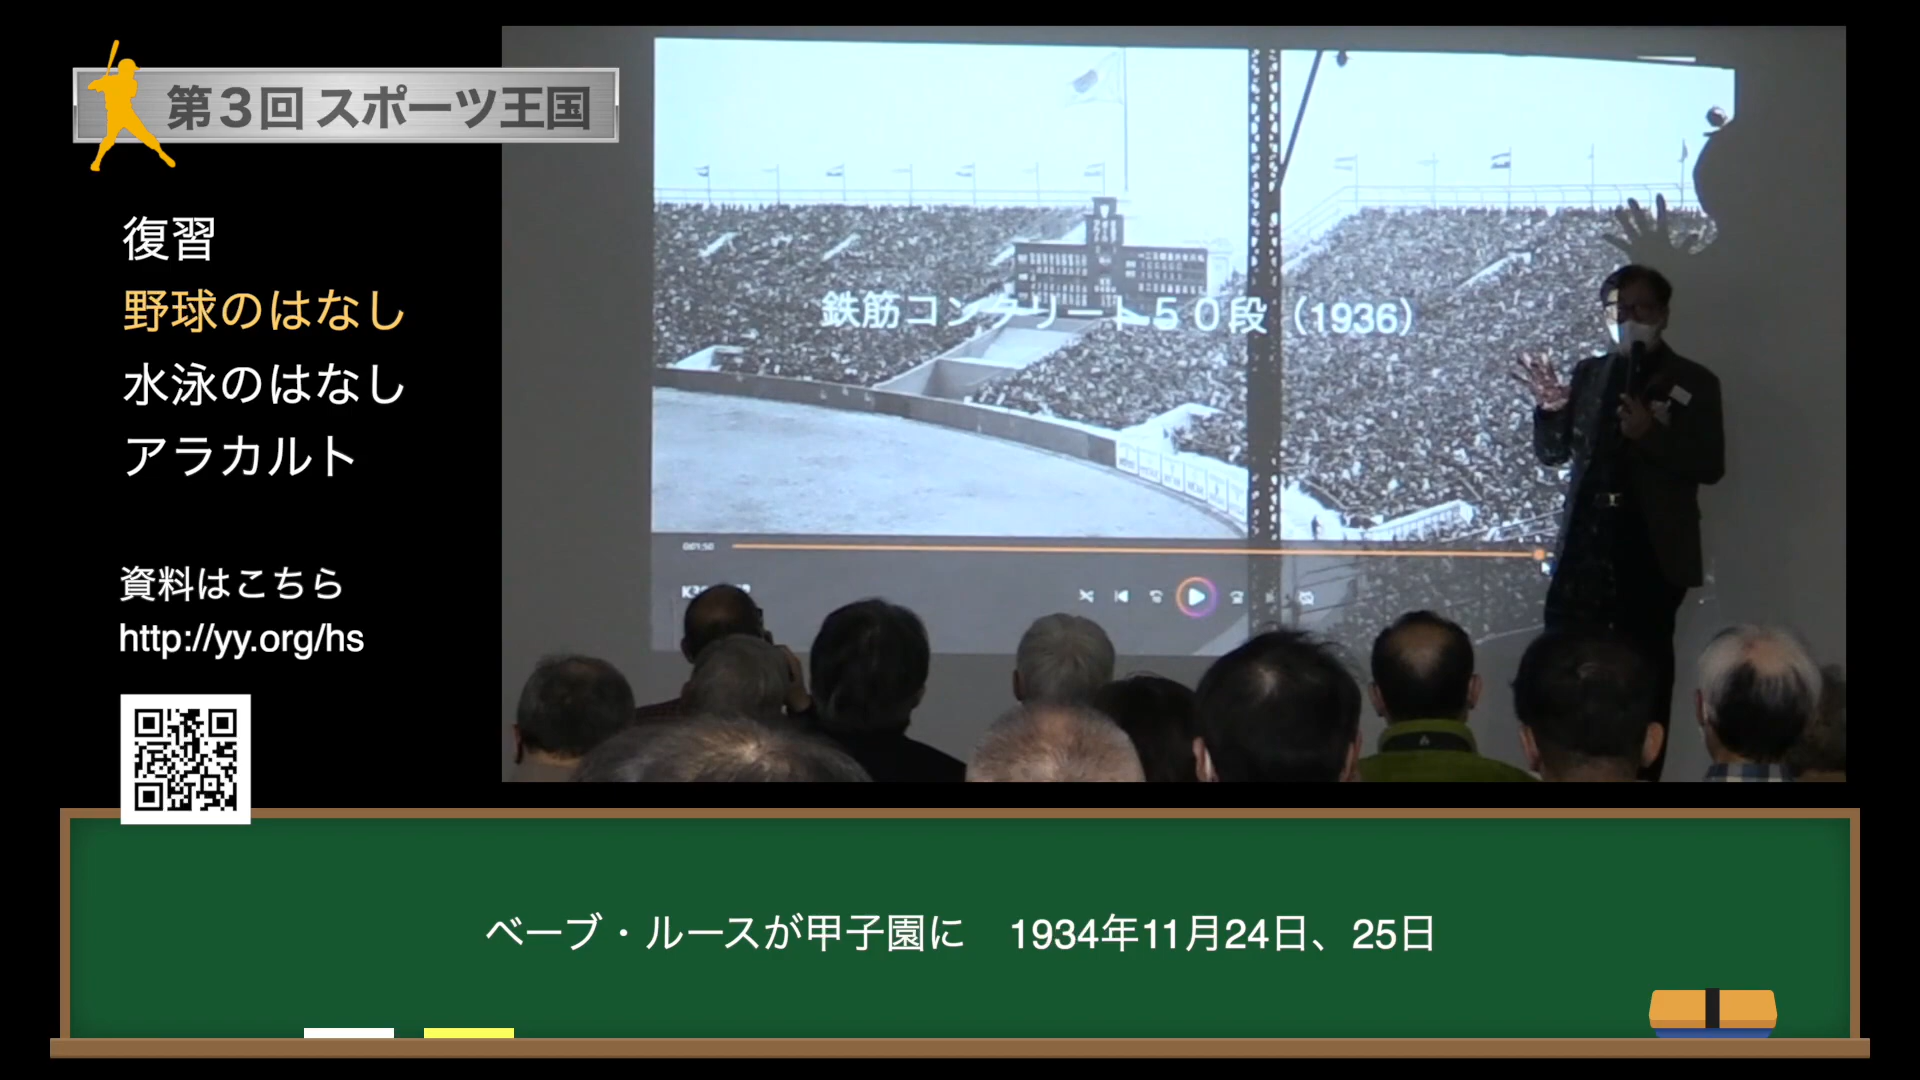 第3回 スポーツ王国
復習
野球のはなし
水泳のはなし
アラカルト
資料はこちら
http://yy.org/hs
鉄筋コンクリート50段（1936）
0:01:50
ベーブ・ルースが甲子園に　1934年11月24日、25日